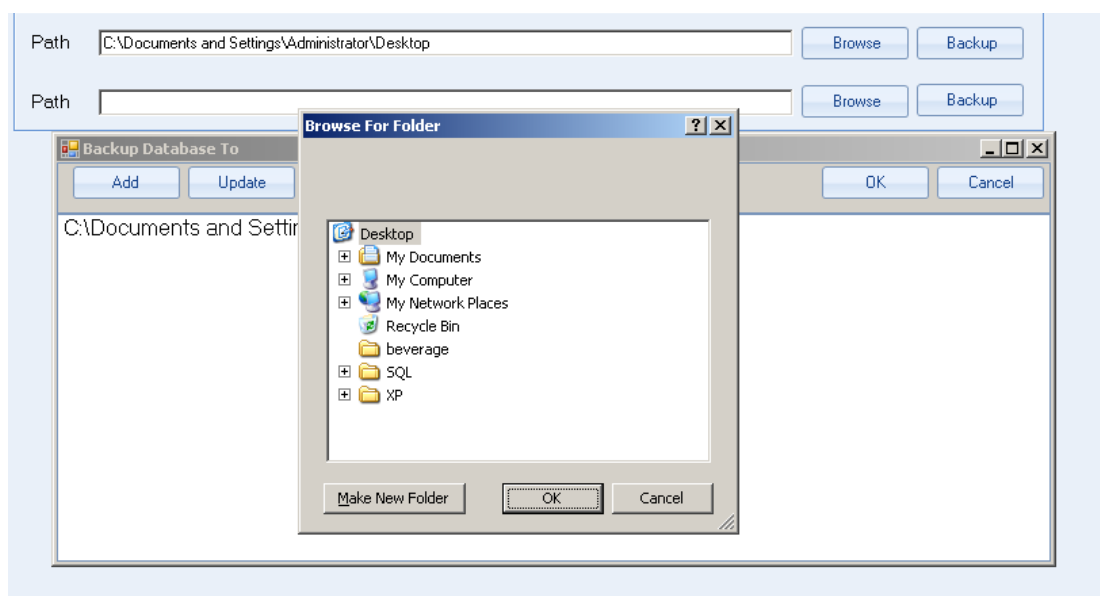 Path C:\Documents and Settings\Administrator\Desktop Browse Backup
Path Browse Backup
Browse For Folder
Backup Database To
Add Update OK Cancel
C:\Documents and Settin
Desktop
My Documents
My Computer
My Network Places
Recycle Bin
beverage
SQL
XP
Make New Folder OK Cancel